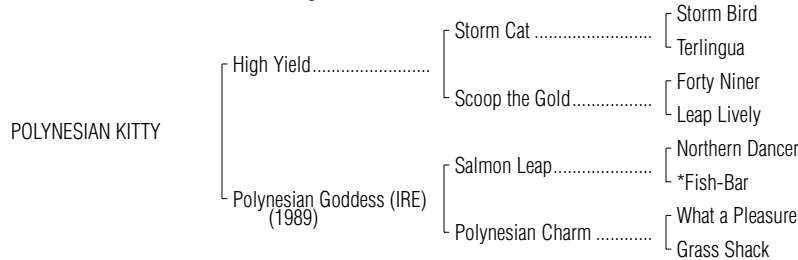 Storm Bird
Storm Cat ........................
Terlingua
High Yield........................
Forty Niner
Scoop the Gold.................
Leap Lively
POLYNESIAN KITTY
Northern Dancer
Salmon Leap.....................
*Fish-Bar
Polynesian Goddess (IRE)
(1989)
What a Pleasure
Polynesian Charm ............
Grass Shack